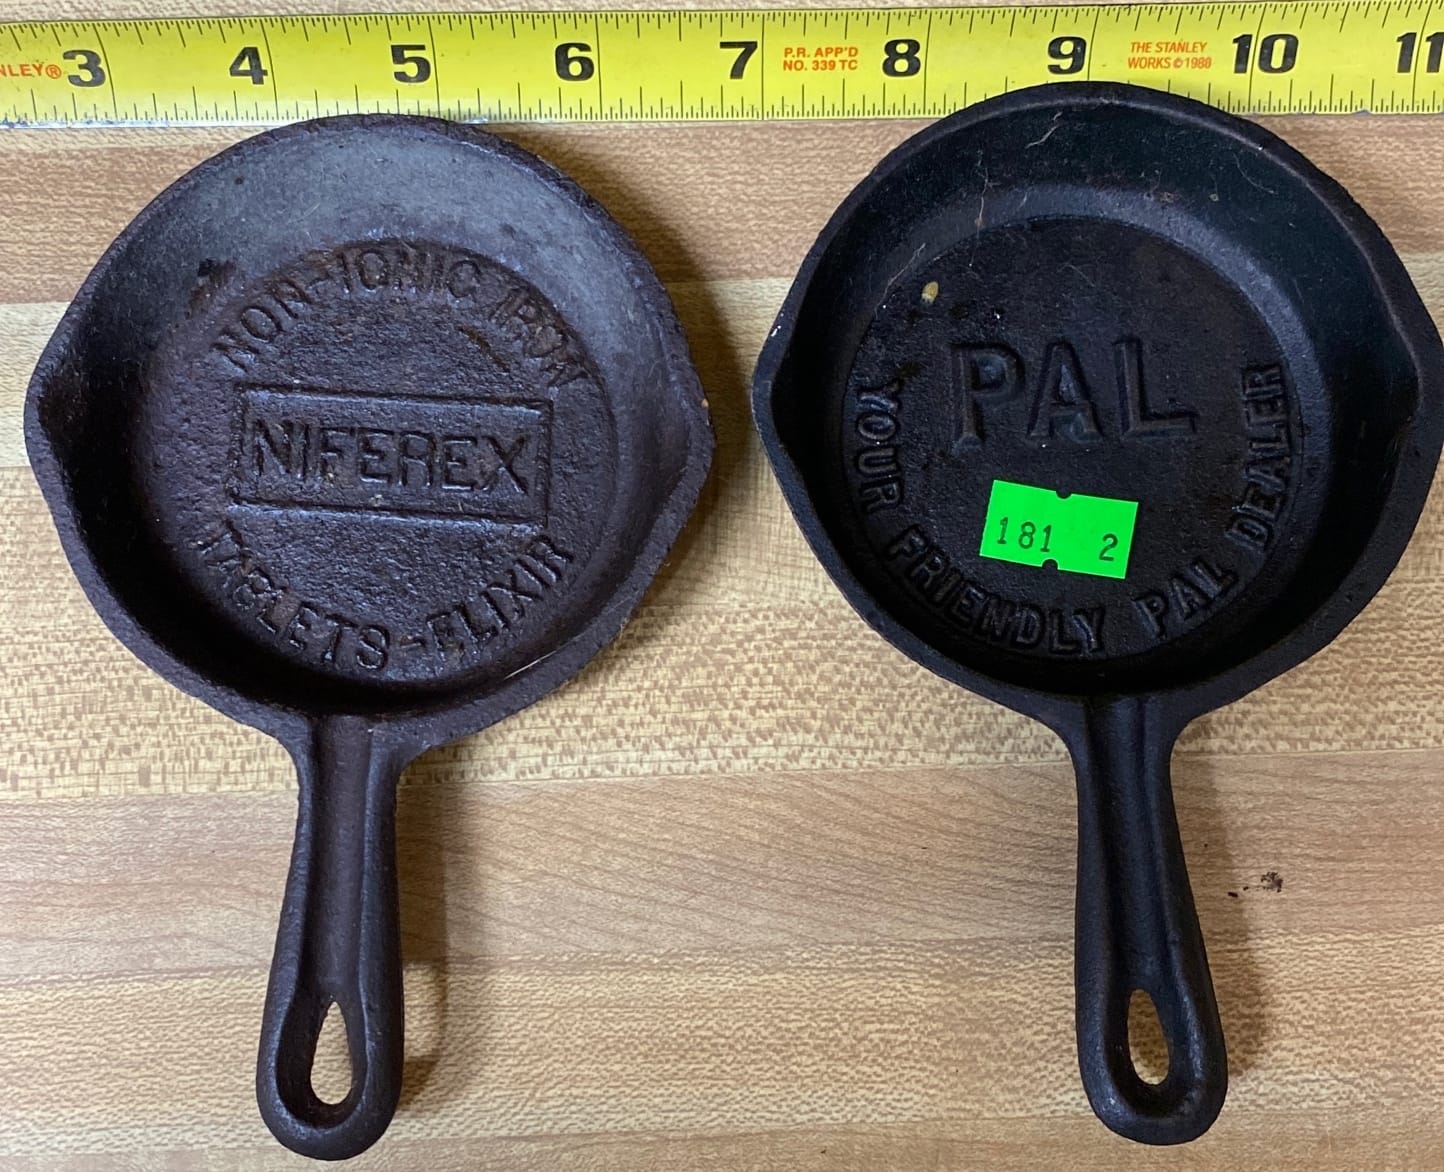 NLEY® 3 4 5 6 7 8 9 10 11
P.R. APP'D
NO. 339 TC
THE STANLEY
WORKS © 1988
NON-IONIC IRON
NIFEREX
TABLETS-ELIXIR
PAL
181 2
YOUR FRIENDLY PAL DEALER